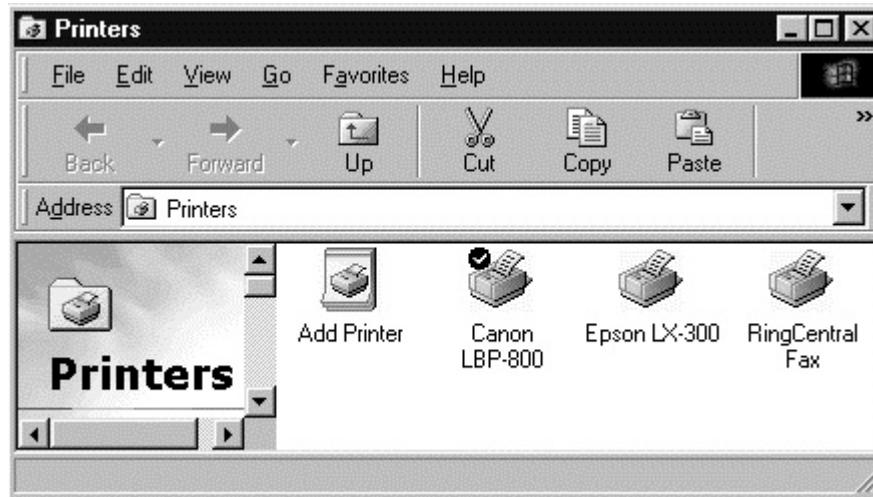 Printers
File Edit View Go Favorites Help
Back Forward Up Cut Copy Paste »
Address Printers
Printers
Add Printer Canon LBP-800 Epson LX-300 RingCentral Fax